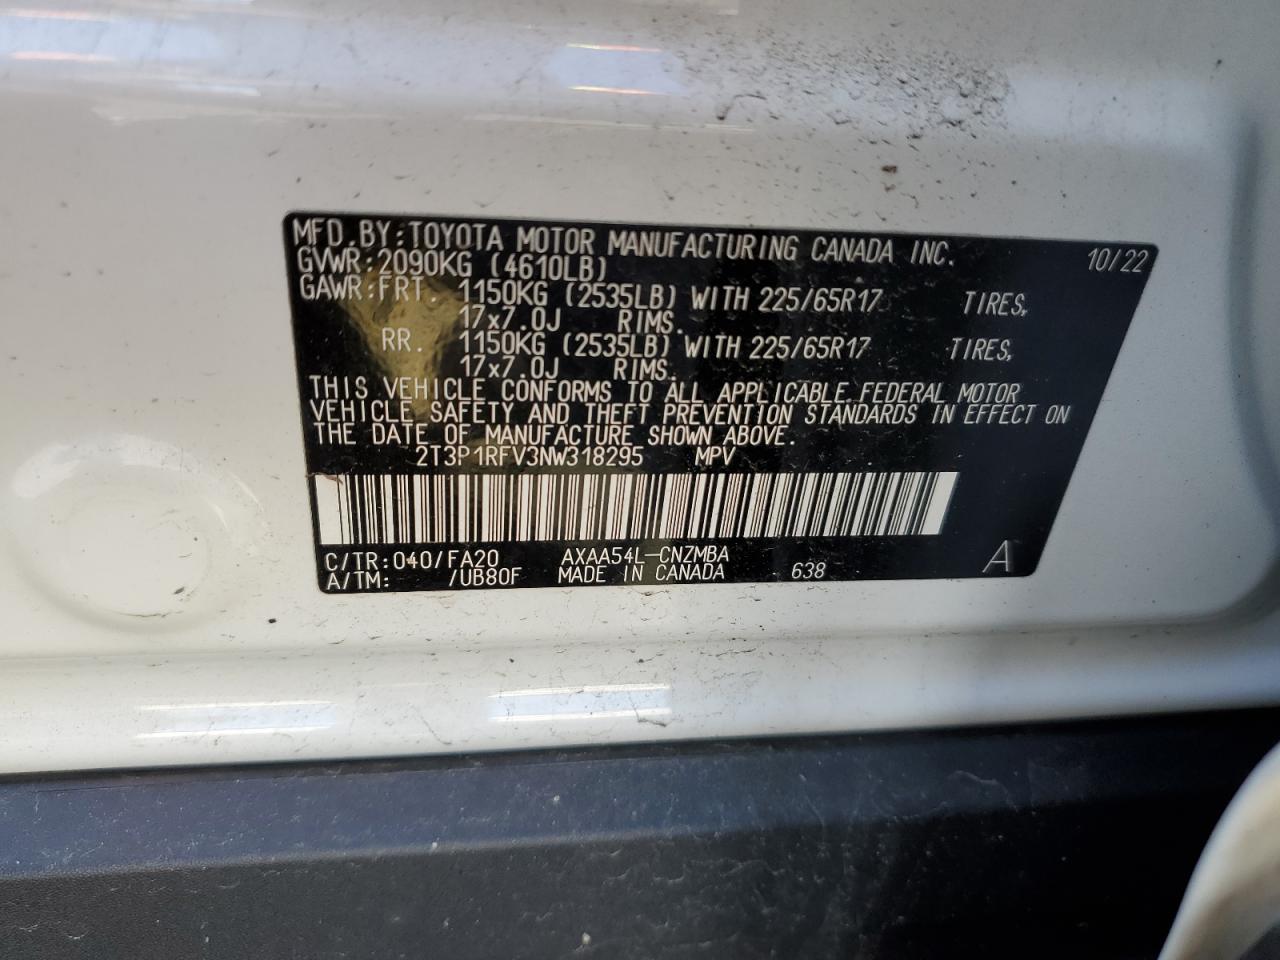 MFD.BY:TOYOTA MOTOR MANUFACTURING CANADA INC. 10/22
GVWR:2090KG (4610LB)
GAWR:FRT. 1150KG (2535LB) WITH 225/65R17 TIRES,
17x7.0J RIMS.
RR. 1150KG (2535LB) WITH 225/65R17 TIRES,
17x7.0J RIMS.
THIS VEHICLE CONFORMS TO ALL APPLICABLE FEDERAL MOTOR
VEHICLE SAFETY AND THEFT PREVENTION STANDARDS IN EFFECT ON
THE DATE OF MANUFACTURE SHOWN ABOVE.
2T3P1RFV3NW318295 MPV
C/TR:040/FA20 AXAA54L-CNZMBA
A/TM: /UB80F MADE IN CANADA 638 A